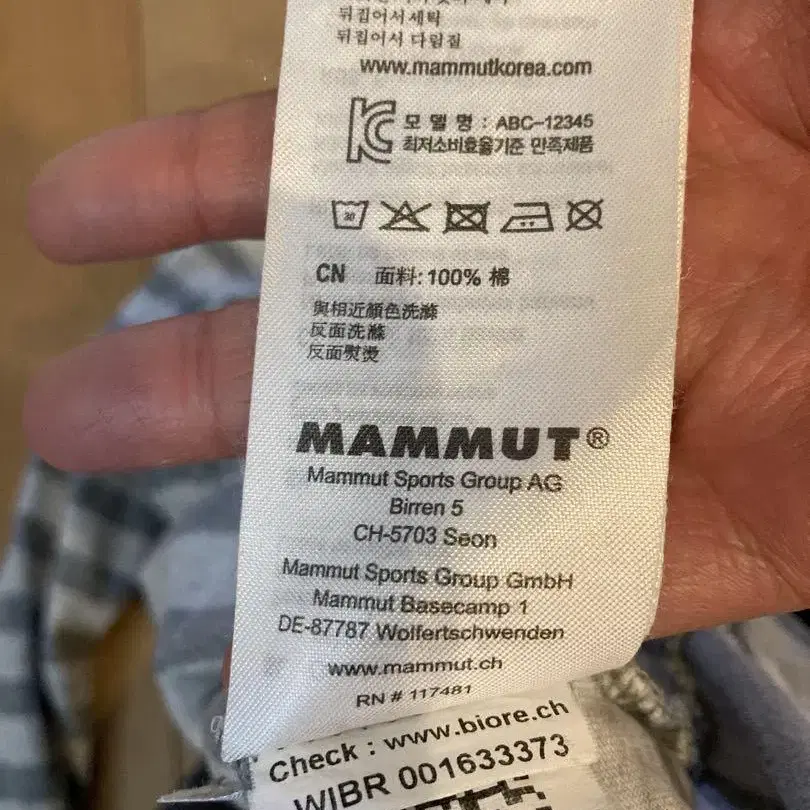 뒤집어서세탁
뒤집어서 다림질
www.mammutkorea.com
모 델 명 : ABC-12345
최저소비효율기준 만족제품
30
CN 面料: 100% 棉
與相近顏色洗滌
反面洗滌
反面熨燙
MAMMUT®
Mammut Sports Group AG
Birren 5
CH-5703 Seon
Mammut Sports Group GmbH
Mammut Basecamp 1
DE-87787 Wolfertschwenden
www.mammut.ch
RN # 117481
Check : www.biore.ch
WIBR 001633373